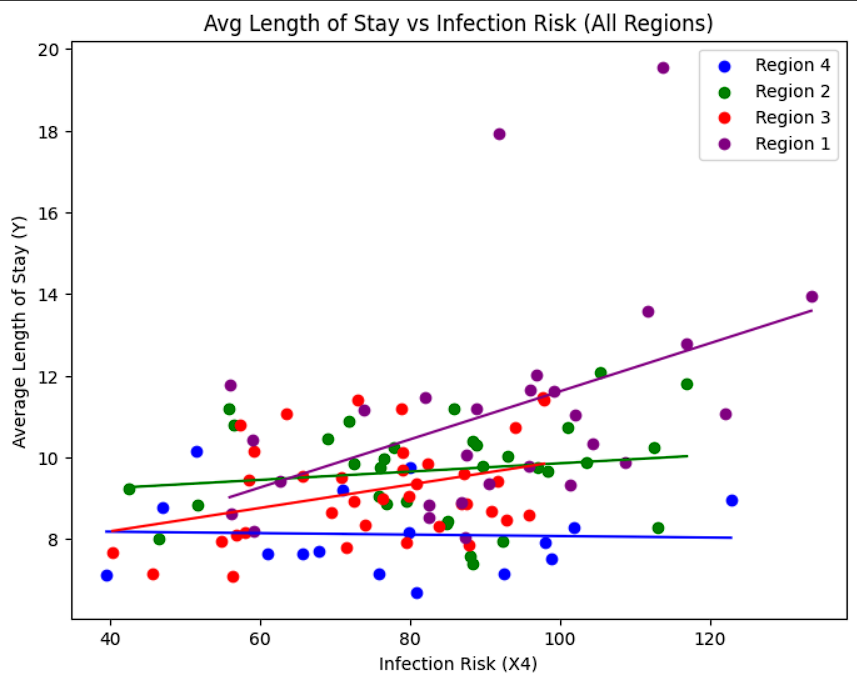 Avg Length of Stay vs Infection Risk (All Regions)
Region 4
Region 2
Region 3
Region 1
20
18
16
14
12
10
8
Average Length of Stay (Y)
40
60
80
100
120
Infection Risk (X4)